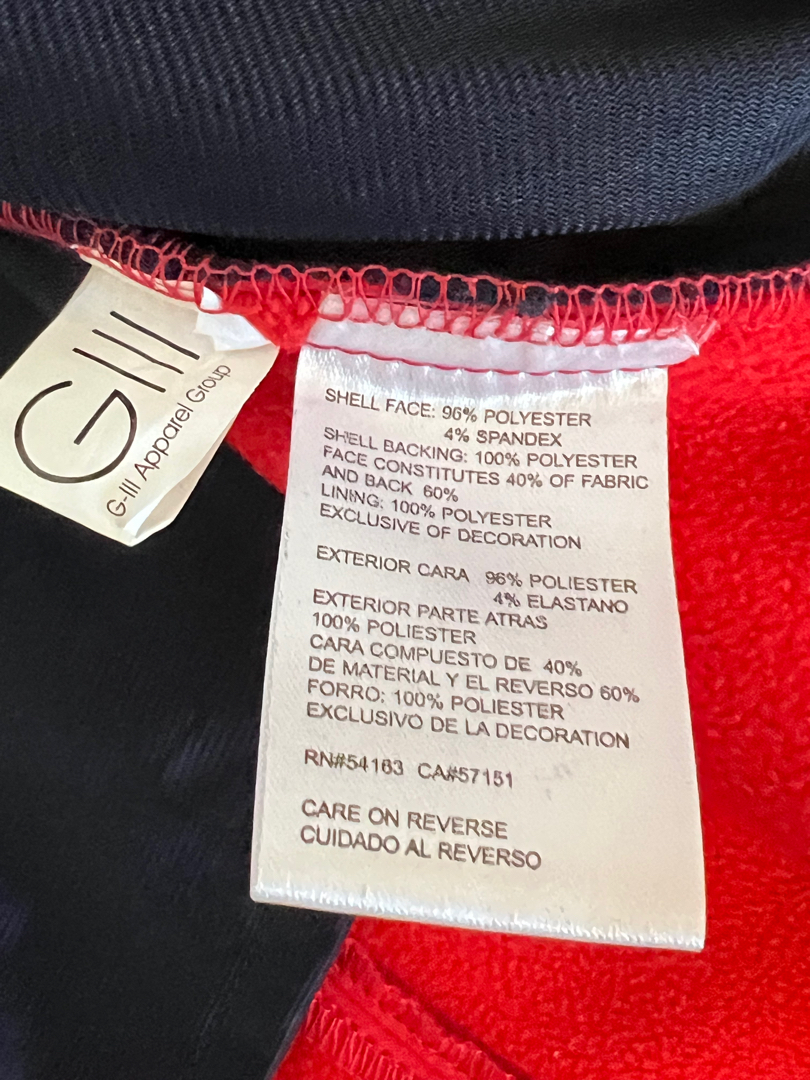 GIII
G-III Apparel Group
SHELL FACE: 96% POLYESTER
4% SPANDEX
SHELL BACKING: 100% POLYESTER
FACE CONSTITUTES 40% OF FABRIC
AND BACK 60%
LINING: 100% POLYESTER
EXCLUSIVE OF DECORATION
EXTERIOR CARA 96% POLIESTER
4% ELASTANO
EXTERIOR PARTE ATRAS
100% POLIESTER
CARA COMPUESTO DE 40%
DE MATERIAL Y EL REVERSO 60%
FORRO: 100% POLIESTER
EXCLUSIVO DE LA DECORATION
RN#54163 CA#57151
CARE ON REVERSE
CUIDADO AL REVERSO